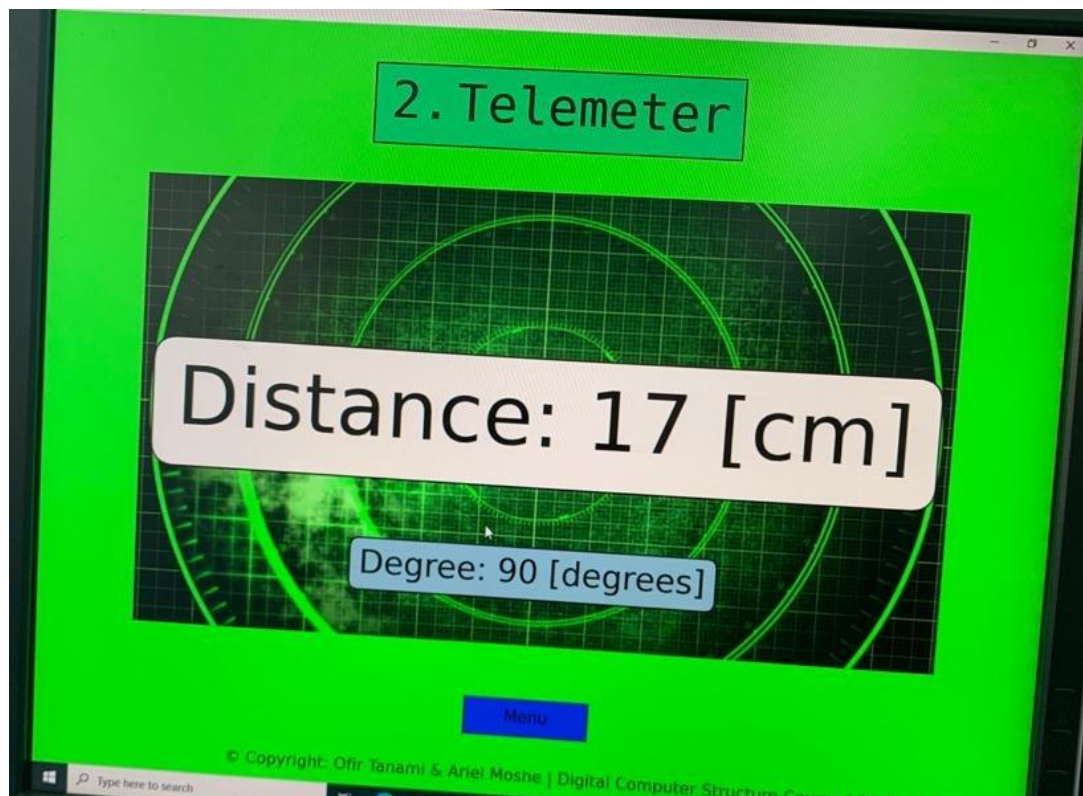 2.Telemeter
Distance: 17 [cm]
Degree: 90 [degrees]
Menu
© Copyright: Ofir Tanami & Ariel Moshe | Digital Computer Structure
Type here to search